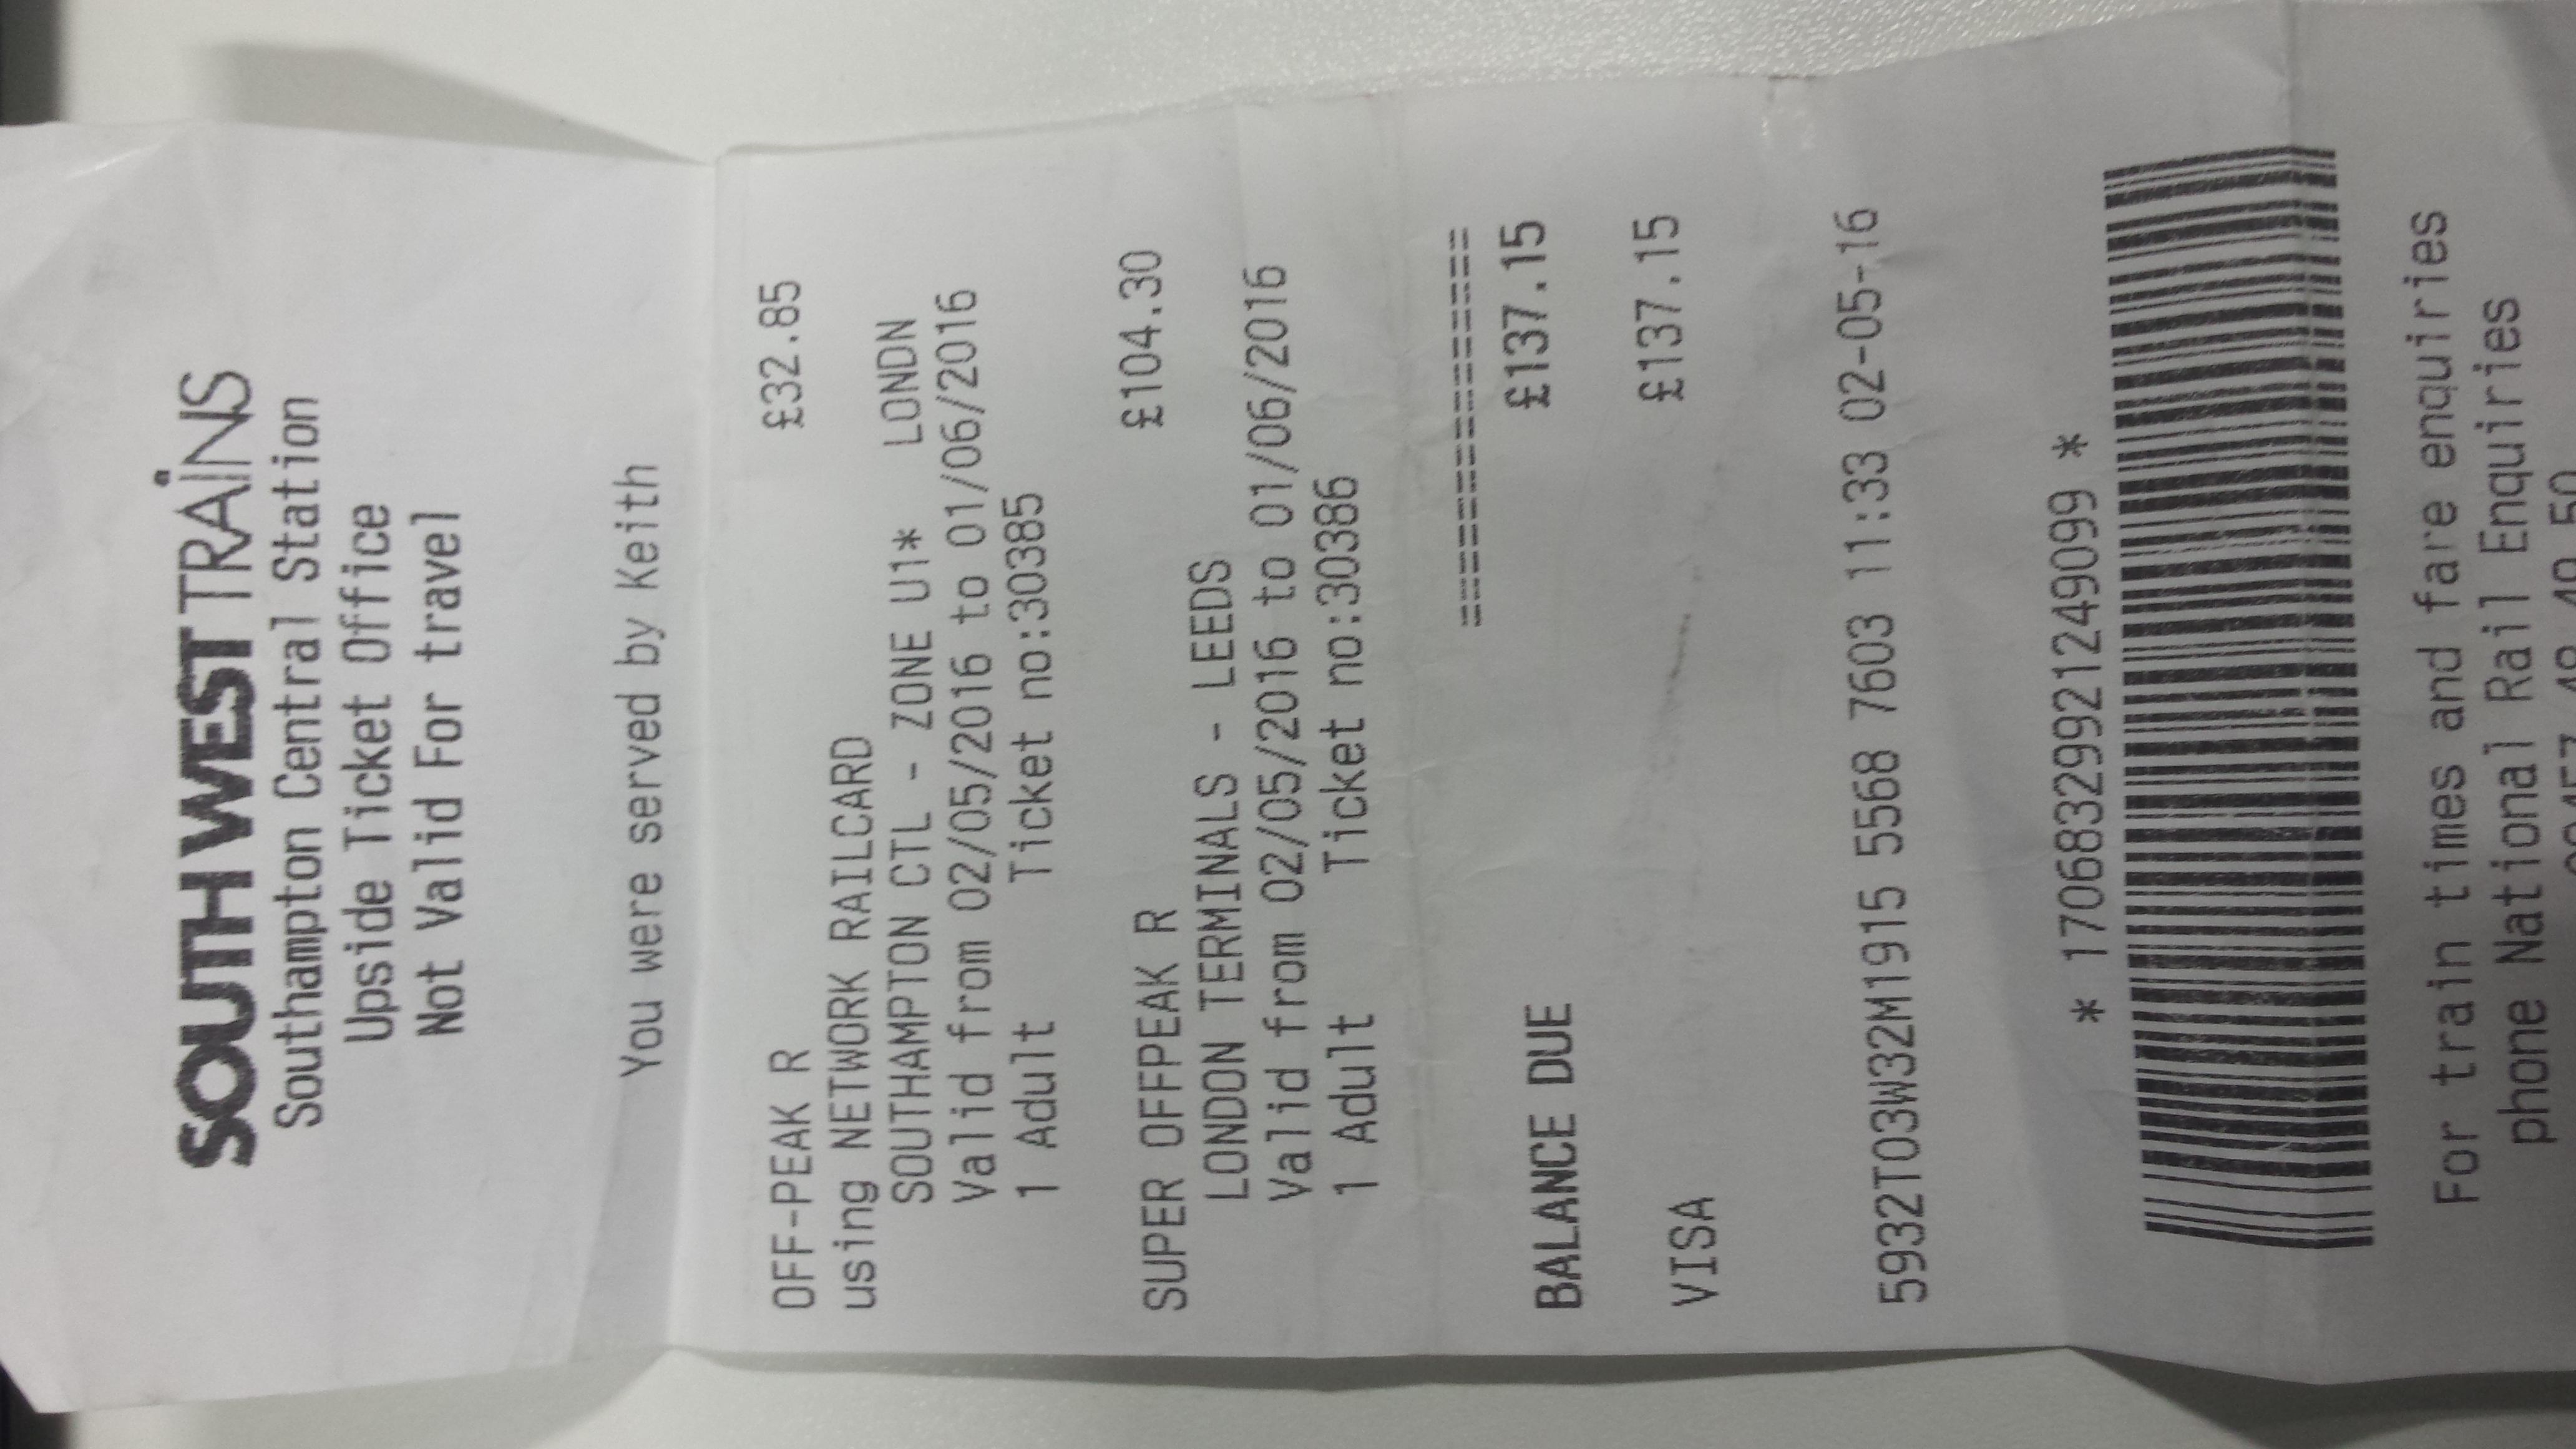 SOUTH WEST TRAINS
Southampton Central Station
Upside Ticket Office
Not Valid For travel
You were served by Keith
OFF-PEAK R £32.85
using NETWORK RAILCARD
SOUTHAMPTON CTL - ZONE U1* LONDN
Valid from 02/05/2016 to 01/06/2016
1 Adult Ticket no:30385
SUPER OFFPEAK R £104.30
LONDON TERMINALS - LEEDS
Valid from 02/05/2016 to 01/06/2016
1 Adult Ticket no:30386
===============
BALANCE DUE £137.15
VISA £137.15
5932T03W32M1915 5568 7603 11:33 02-05-16
* 17068329921249099 *
For train times and fare enquiries
phone National Rail Enquiries
08457 48 49 50